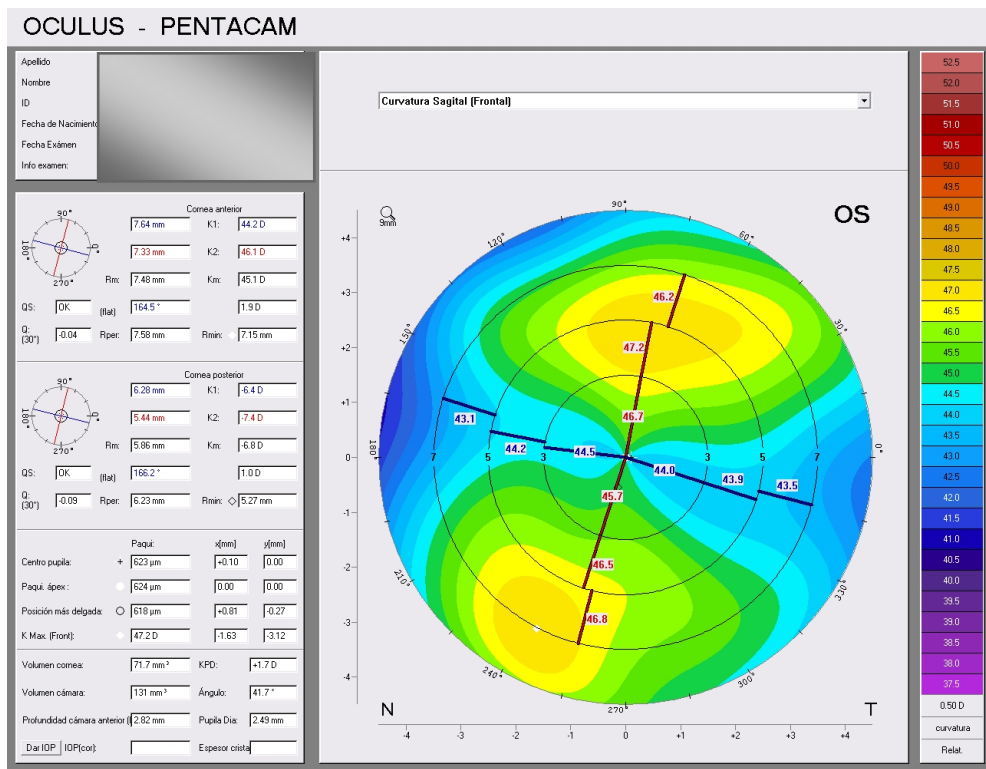 OCULUS - PENTACAM
Apellido
Nombre
ID
Fecha de Nacimiento
Fecha Exámen
Info examen:
Cornea anterior
90°
180°
0°
270°
7.64 mm K1: 44.2 D
7.33 mm K2: 46.1 D
Rm: 7.48 mm Km: 45.1 D
QS: OK (flat) 164.5 ° 1.9 D
Q: (30°) -0.04 Rper: 7.58 mm Rmin: 7.15 mm
Cornea posterior
90°
180°
0°
270°
6.28 mm K1: -6.4 D
5.44 mm K2: -7.4 D
Rm: 5.86 mm Km: -6.8 D
QS: OK (flat) 166.2 ° 1.0 D
Q: (30°) -0.09 Rper: 6.23 mm Rmin: 5.27 mm
Paqui: x[mm] y[mm]
Centro pupila: + 623 µm +0.10 0.00
Paqui. ápex : 624 µm 0.00 0.00
Posición más delgada: 618 µm +0.81 -0.27
K Max. (Front): 47.2 D -1.63 -3.12
Volumen cornea: 71.7 mm³ KPD: +1.7 D
Volumen cámara: 131 mm³ Ángulo: 41.7 °
Profundidad cámara anterior ( 2.82 mm Pupila Dia: 2.49 mm
Dar IOP IOP(cor): Espesor crista
Curvatura Sagital (Frontal)
9mm
OS
90°
120°
60°
150°
30°
180°
0°
210°
330°
240°
300°
270°
+4
+3
+2
+1
0
-1
-2
-3
-4
46.2
47.2
46.7
43.1
44.2
44.5
7 5 3 3 5 7
44.0
43.9
43.5
45.7
46.5
46.8
N T
-4 -3 -2 -1 0 +1 +2 +3 +4
52.5
52.0
51.5
51.0
50.5
50.0
49.5
49.0
48.5
48.0
47.5
47.0
46.5
46.0
45.5
45.0
44.5
44.0
43.5
43.0
42.5
42.0
41.5
41.0
40.5
40.0
39.5
39.0
38.5
38.0
37.5
0.50 D
curvatura
Relat.